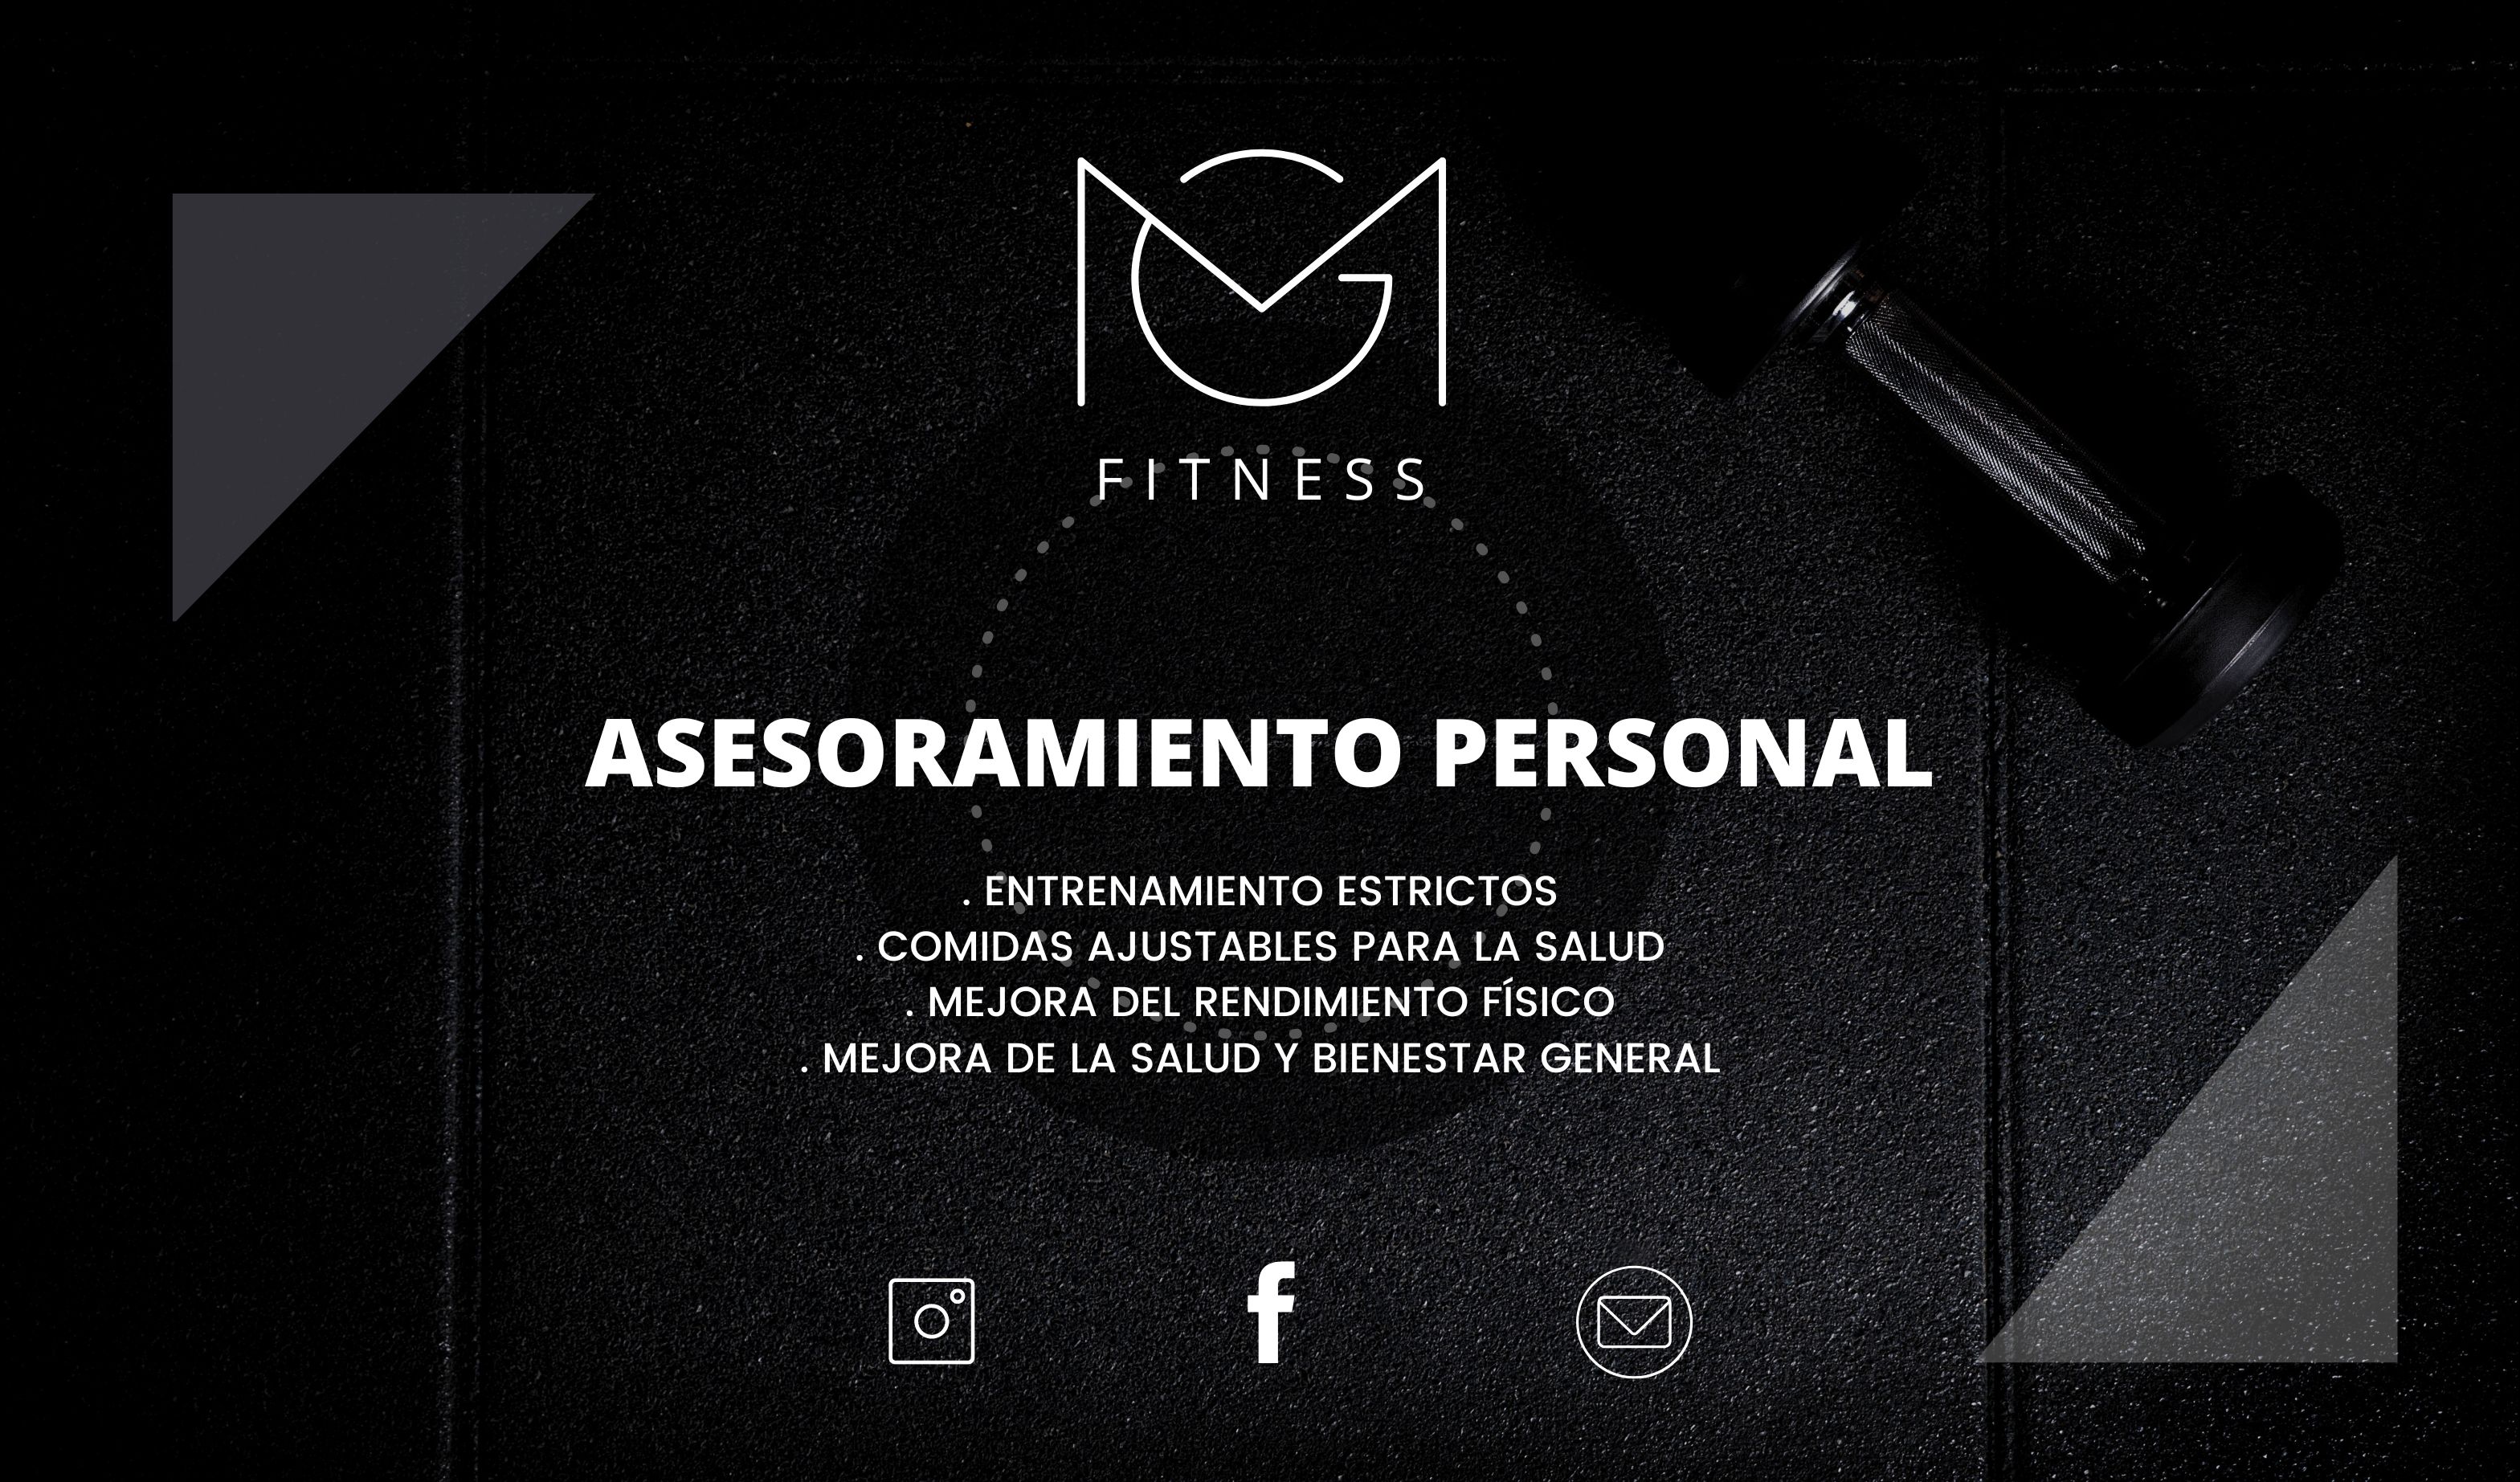 MG
FITNESS
ASESORAMIENTO PERSONAL
. ENTRENAMIENTO ESTRICTOS
. COMIDAS AJUSTABLES PARA LA SALUD
. MEJORA DEL RENDIMIENTO FÍSICO
. MEJORA DE LA SALUD Y BIENESTAR GENERAL